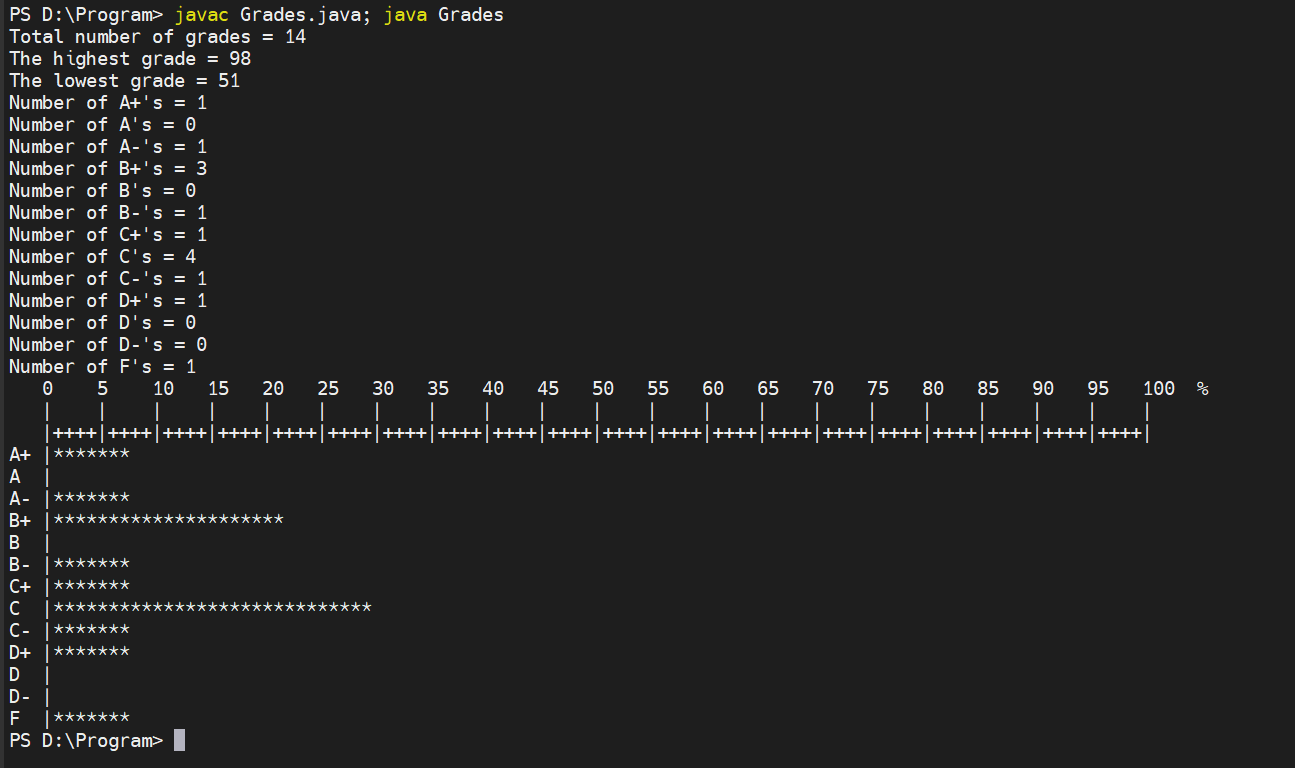 PS D:\Program> javac Grades.java; java Grades
Total number of grades = 14
The highest grade = 98
The lowest grade = 51
Number of A+'s = 1
Number of A's = 0
Number of A-'s = 1
Number of B+'s = 3
Number of B's = 0
Number of B-'s = 1
Number of C+'s = 1
Number of C's = 4
Number of C-'s = 1
Number of D+'s = 1
Number of D's = 0
Number of D-'s = 0
Number of F's = 1
   0    5    10   15   20   25   30   35   40   45   50   55   60   65   70   75   80   85   90   95   100  %
   |    |    |    |    |    |    |    |    |    |    |    |    |    |    |    |    |    |    |    |    |
   |++++|++++|++++|++++|++++|++++|++++|++++|++++|++++|++++|++++|++++|++++|++++|++++|++++|++++|++++|++++|
A+ |*******
A  |
A- |*******
B+ |*********************
B  |
B- |*******
C+ |*******
C  |*****************************
C- |*******
D+ |*******
D  |
D- |
F  |*******
PS D:\Program>